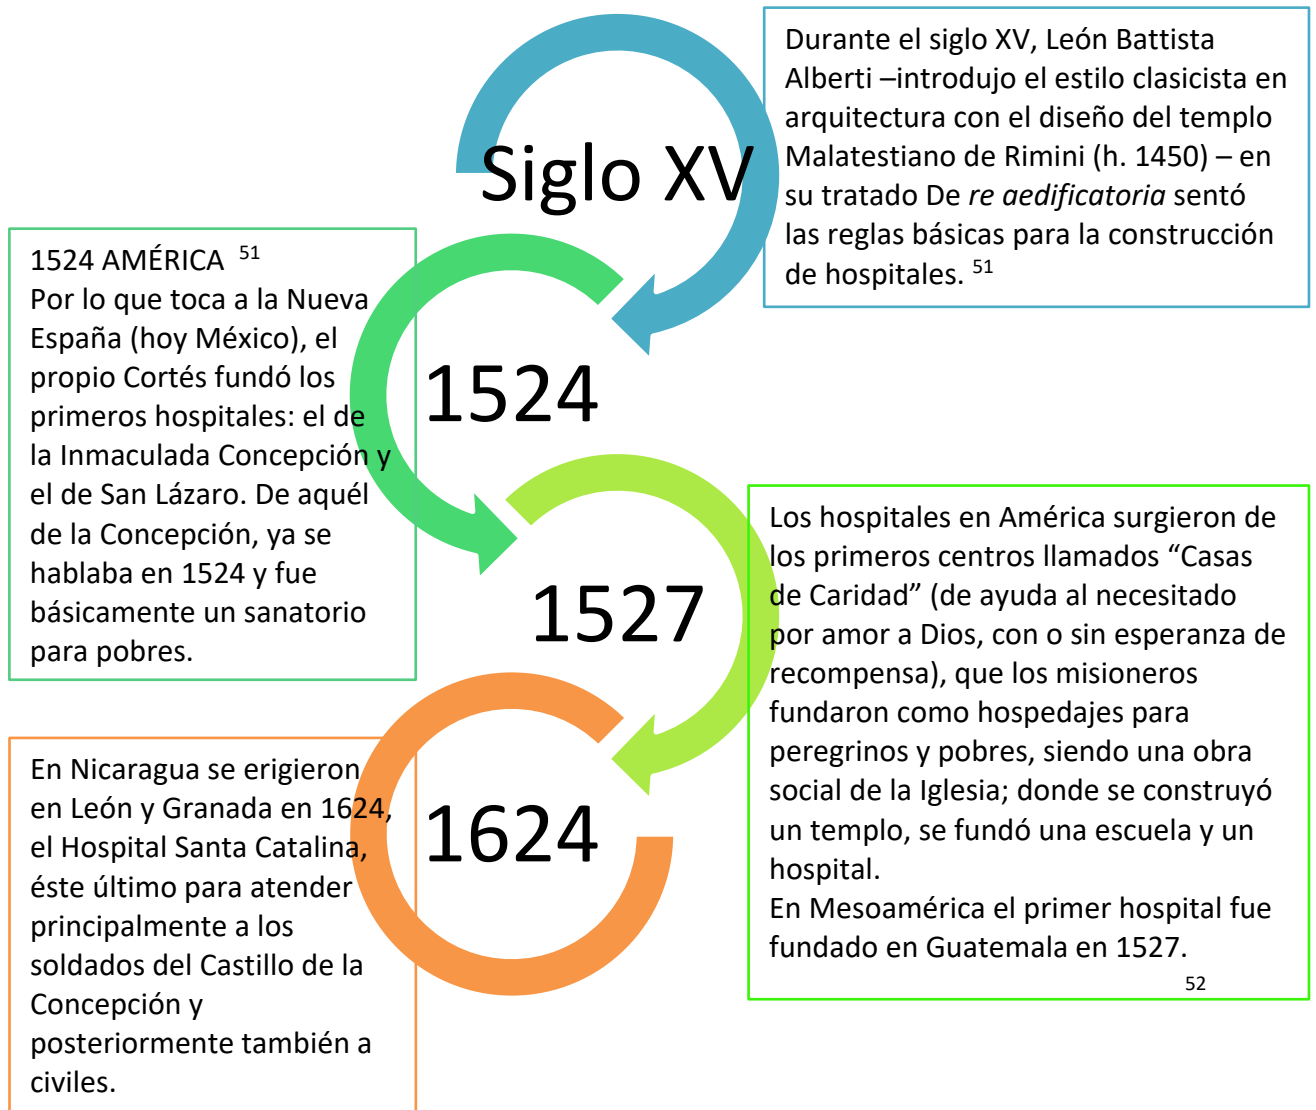 Siglo XV
Durante el siglo XV, León Battista
Alberti –introdujo el estilo clasicista en
arquitectura con el diseño del templo
Malatestiano de Rimini (h. 1450) – en
su tratado De re aedificatoria sentó
las reglas básicas para la construcción
de hospitales. 51
1524 AMÉRICA 51
Por lo que toca a la Nueva
España (hoy México), el
propio Cortés fundó los
primeros hospitales: el de
la Inmaculada Concepción y
el de San Lázaro. De aquél
de la Concepción, ya se
hablaba en 1524 y fue
básicamente un sanatorio
para pobres.
1524
1527
Los hospitales en América surgieron de
los primeros centros llamados “Casas
de Caridad” (de ayuda al necesitado
por amor a Dios, con o sin esperanza de
recompensa), que los misioneros
fundaron como hospedajes para
peregrinos y pobres, siendo una obra
social de la Iglesia; donde se construyó
un templo, se fundó una escuela y un
hospital.
En Mesoamérica el primer hospital fue
fundado en Guatemala en 1527.
52
En Nicaragua se erigieron
en León y Granada en 1624,
el Hospital Santa Catalina,
éste último para atender
principalmente a los
soldados del Castillo de la
Concepción y
posteriormente también a
civiles.
1624